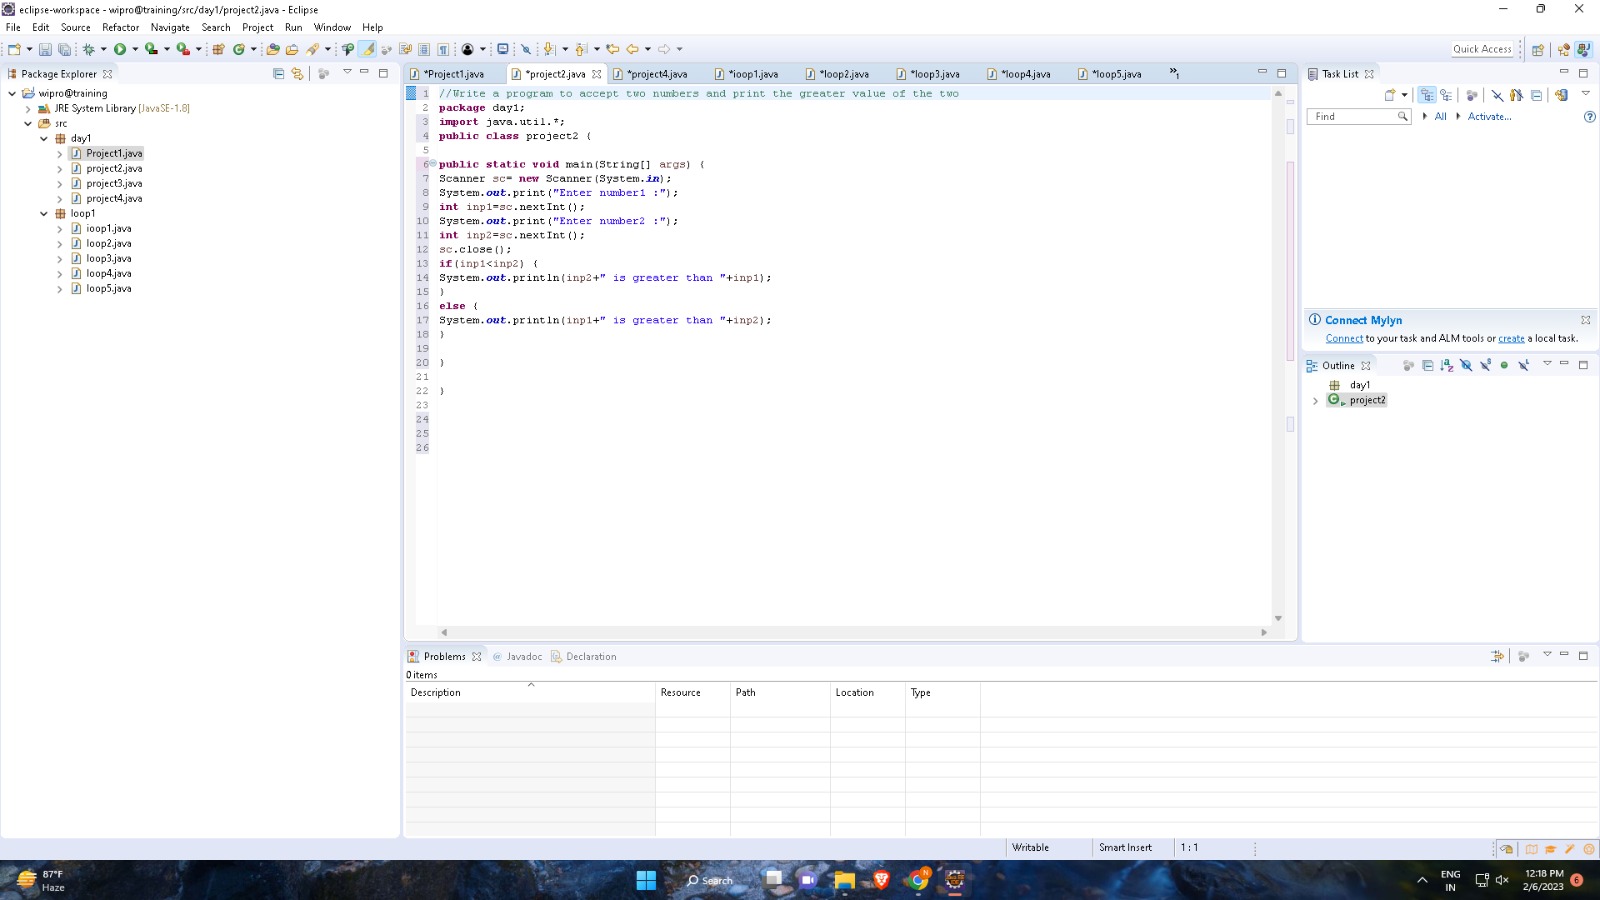 eclipse-workspace - wipro@training/src/day1/project2.java - Eclipse
File Edit Source Refactor Navigate Search Project Run Window Help
Quick Access
Package Explorer
wipro@training
JRE System Library [JavaSE-1.8]
src
day1
Project1.java
project2.java
project3.java
project4.java
loop1
ioop1.java
loop2.java
loop3.java
loop4.java
loop5.java
*Project1.java *project2.java *project4.java *ioop1.java *loop2.java *loop3.java *loop4.java *loop5.java »1
1 //Write a program to accept two numbers and print the greater value of the two
2 package day1;
3 import java.util.*;
4 public class project2 {
5
6 public static void main(String[] args) {
7 Scanner sc= new Scanner(System.in);
8 System.out.print("Enter number1 :");
9 int inp1=sc.nextInt();
10 System.out.print("Enter number2 :");
11 int inp2=sc.nextInt();
12 sc.close();
13 if(inp1<inp2) {
14 System.out.println(inp2+" is greater than "+inp1);
15 }
16 else {
17 System.out.println(inp1+" is greater than "+inp2);
18 }
19
20 }
21
22 }
23
24
25
26
Task List
Find All Activate...
Connect Mylyn
Connect to your task and ALM tools or create a local task.
Outline
day1
project2
Problems @ Javadoc Declaration
0 items
Description Resource Path Location Type
Writable Smart Insert 1 : 1
87°F
Haze
Search
ENG
IN
12:18 PM
2/6/2023
6